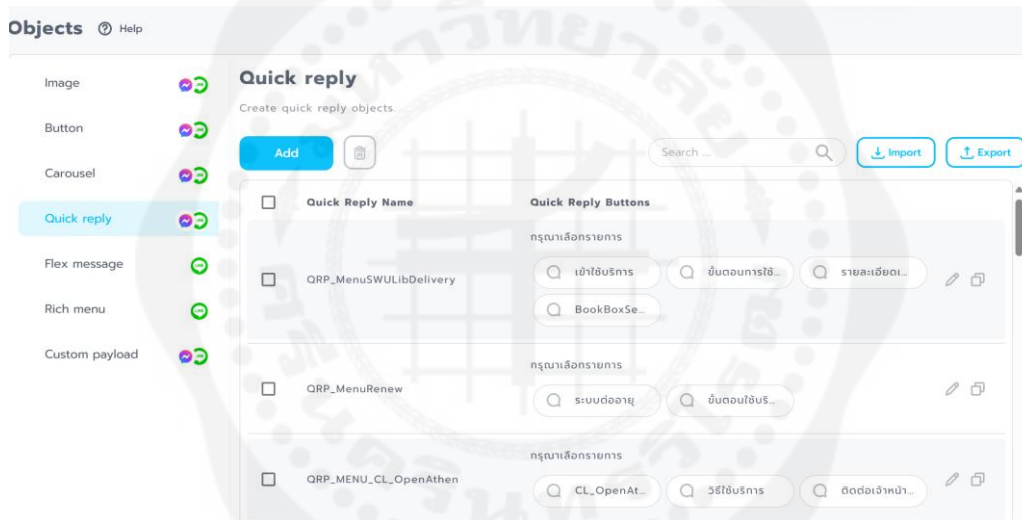 Objects Help
Image
Button
Carousel
Quick reply
Flex message
Rich menu
Custom payload
Quick reply
Create quick reply objects.
Add
Search ...
Import
Export
Quick Reply Name Quick Reply Buttons
กรุณาเลือกรายการ
QRP_MenuSWULibDelivery
เข้าใช้บริการ
ขั้นตอนการใช้...
รายละเอียดเ...
BookBoxSe...
กรุณาเลือกรายการ
QRP_MenuRenew
ระบบต่ออายุ
ขั้นตอนใช้บริ...
กรุณาเลือกรายการ
QRP_MENU_CL_OpenAthen
CL_OpenAt...
วิธีใช้บริการ
ติดต่อเจ้าหน้า...